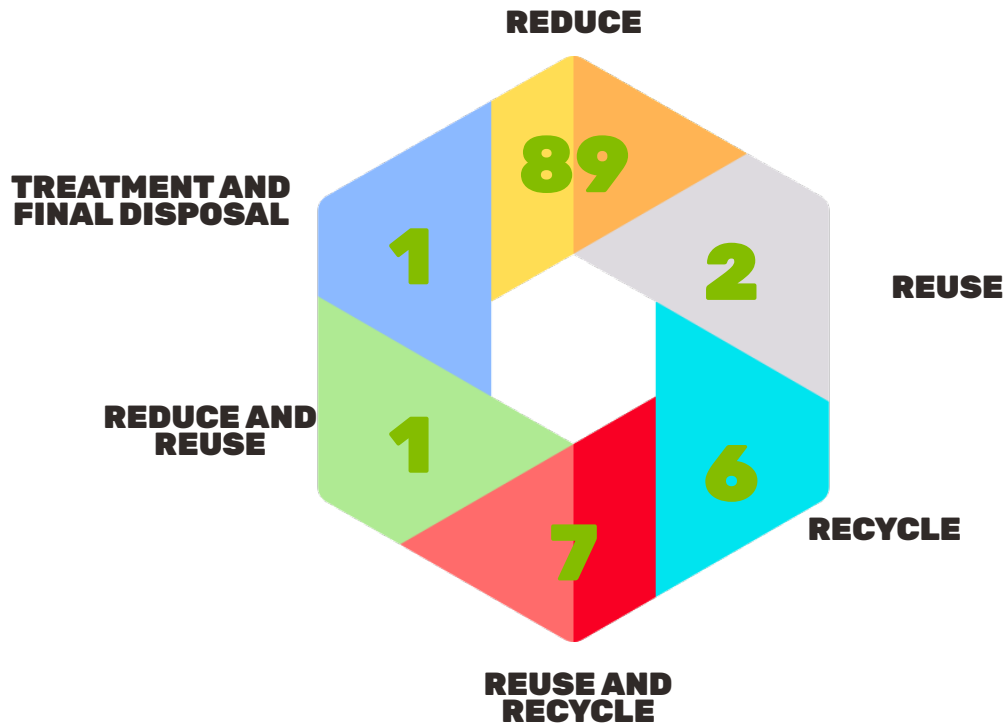 REDUCE
89
TREATMENT AND
FINAL DISPOSAL
1
2
REUSE
REDUCE AND
REUSE
1
6
RECYCLE
7
REUSE AND
RECYCLE